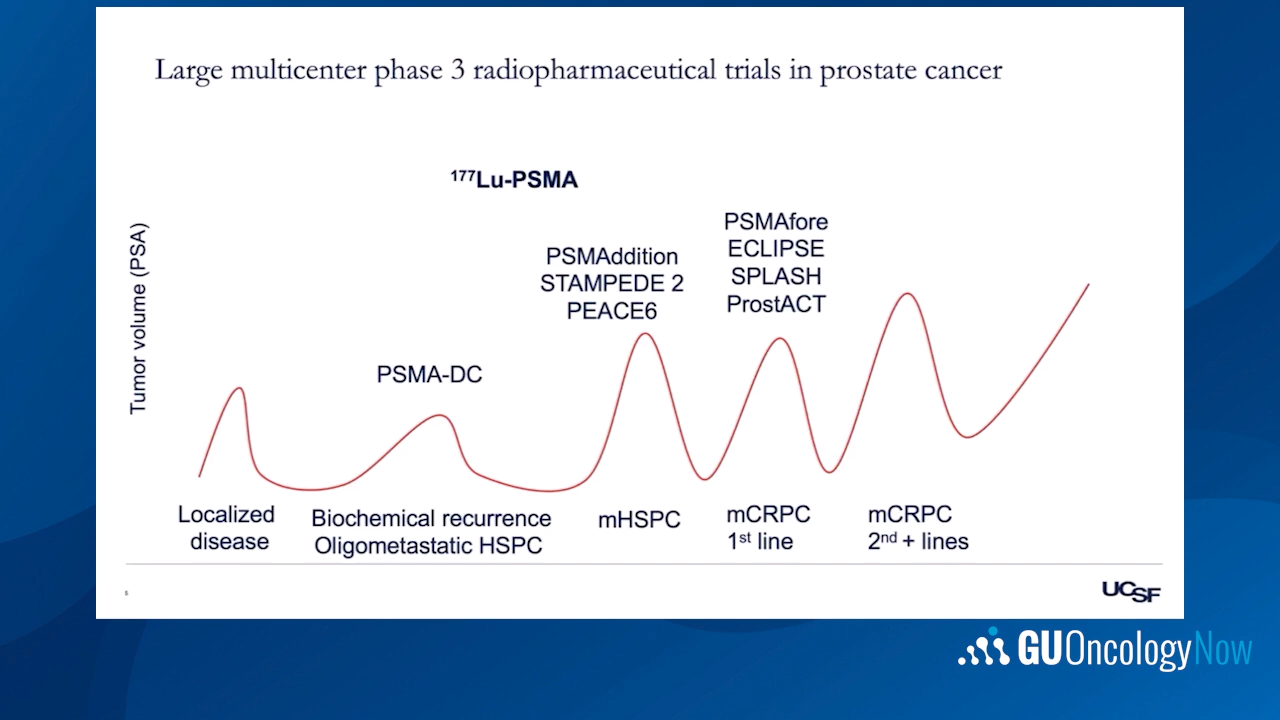 Large multicenter phase 3 radiopharmaceutical trials in prostate cancer
¹⁷⁷Lu-PSMA
Tumor volume (PSA)
PSMA-DC
PSMAddition
STAMPEDE 2
PEACE6
PSMAfore
ECLIPSE
SPLASH
ProstACT
Localized
disease
Biochemical recurrence
Oligometastatic HSPC
mHSPC
mCRPC
1ˢᵗ line
mCRPC
2ⁿᵈ + lines
UCSF
GUOncologyNow